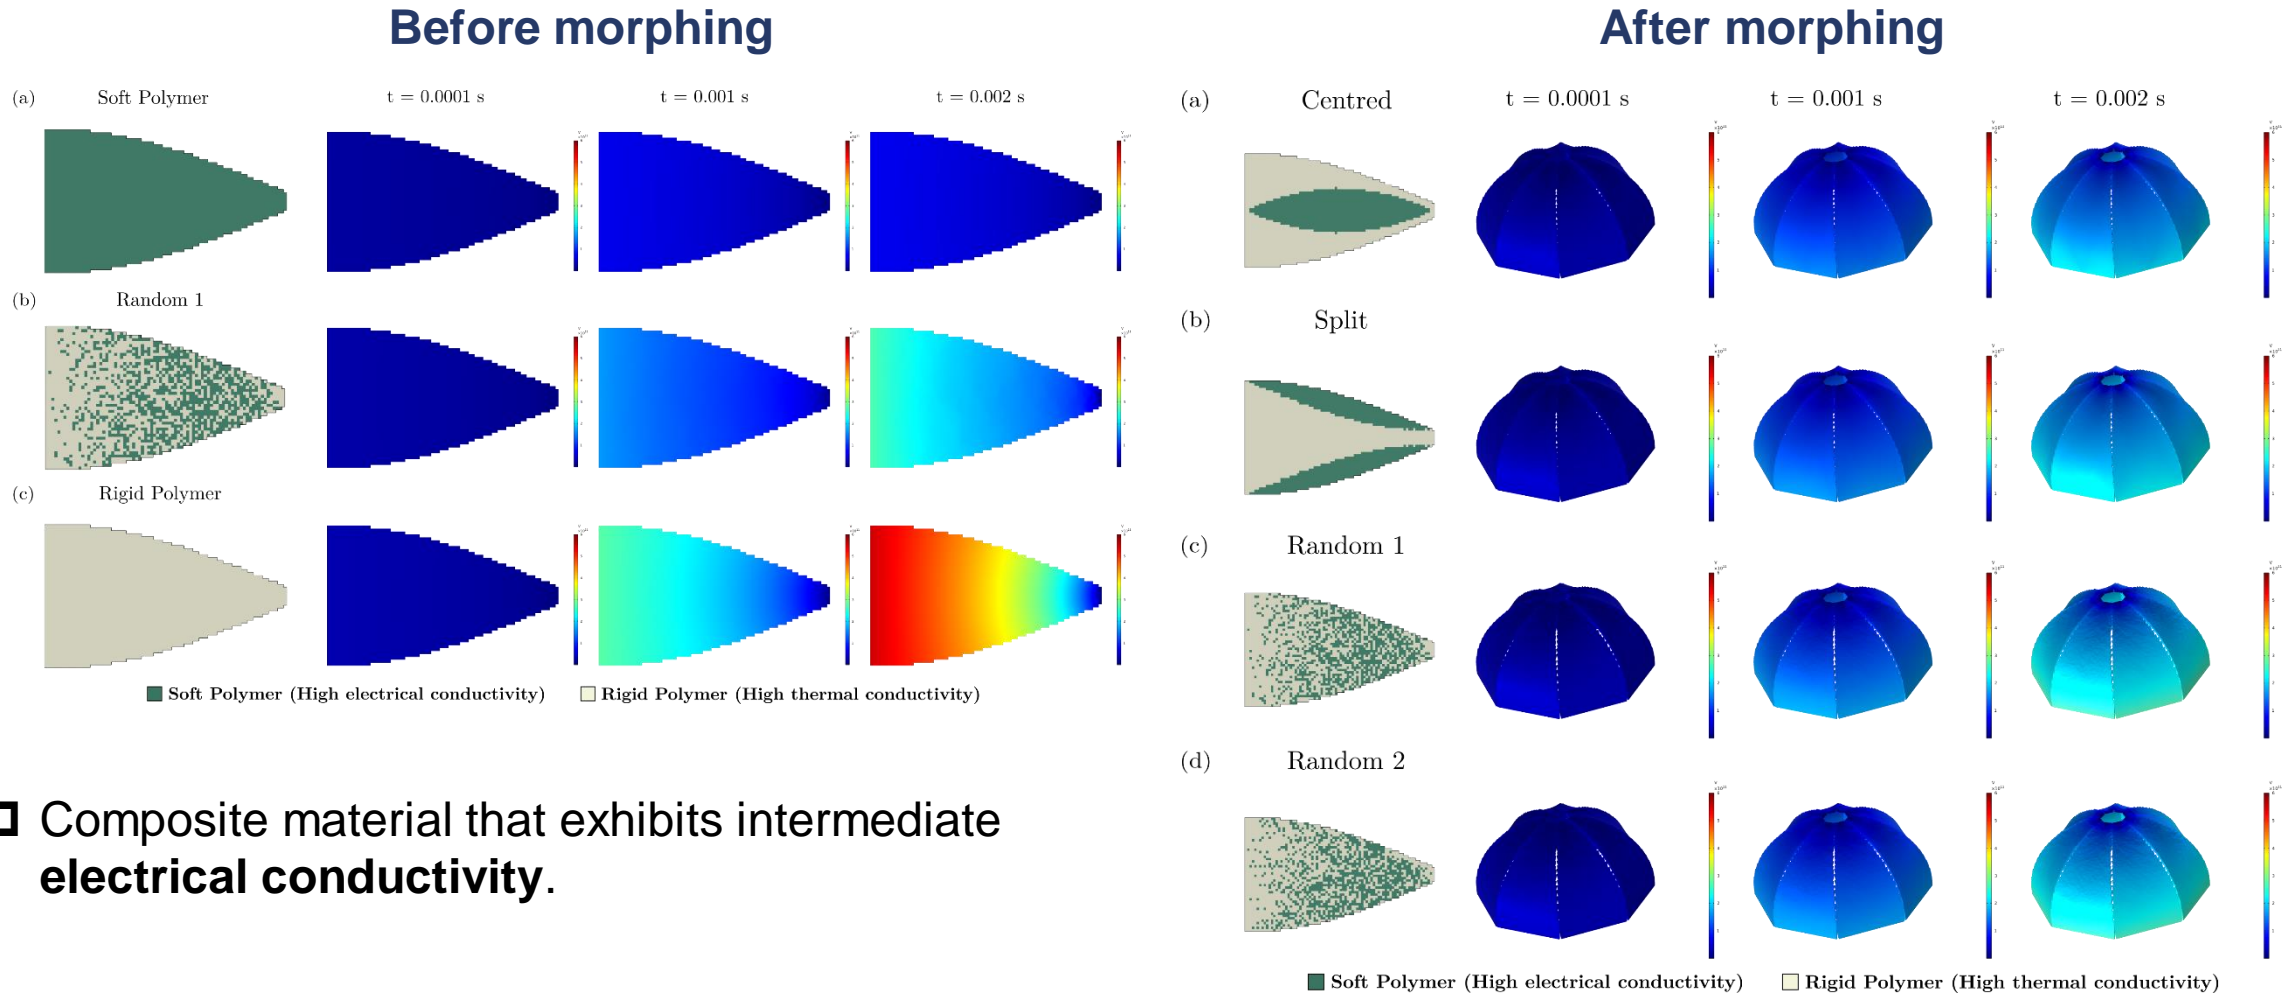 Before morphing
(a) Soft Polymer t = 0.0001 s t = 0.001 s t = 0.002 s
(b) Random 1
(c) Rigid Polymer
Soft Polymer (High electrical conductivity) Rigid Polymer (High thermal conductivity)
Composite material that exhibits intermediate
electrical conductivity.
After morphing
(a) Centred t = 0.0001 s t = 0.001 s t = 0.002 s
(b) Split
(c) Random 1
(d) Random 2
Soft Polymer (High electrical conductivity) Rigid Polymer (High thermal conductivity)